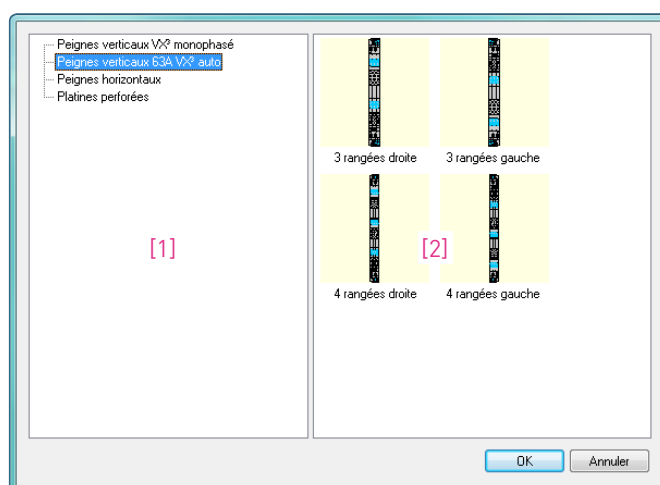 Peignes verticaux VX³ monophasé
Peignes verticaux 63A VX³ auto
Peignes horizontaux
Platines perforées
[1]
3 rangées droite
3 rangées gauche
[2]
4 rangées droite
4 rangées gauche
OK
Annuler